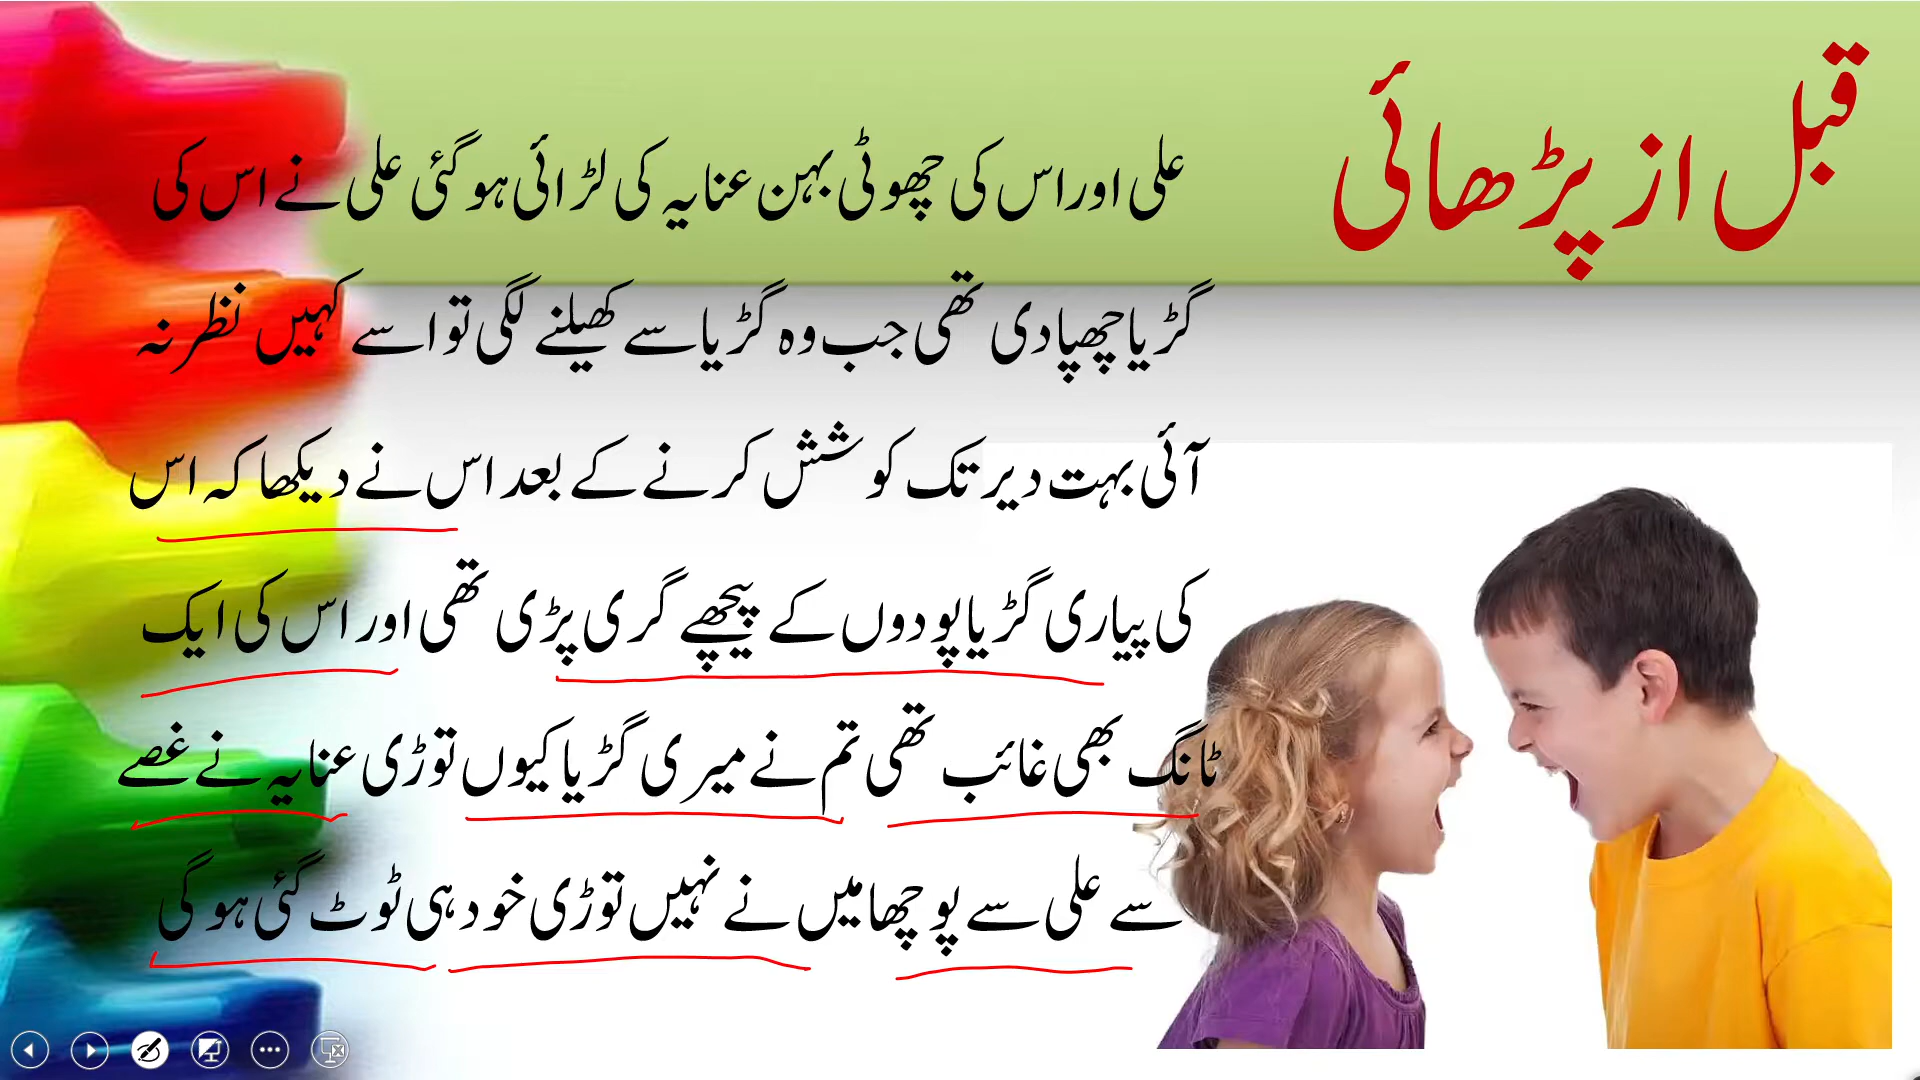 قبل از پڑھائی
علی اور اس کی چھوٹی بہن عنایہ کی لڑائی ہو گئی علی نے اس کی
گڑیا چھپا دی تھی جب وہ گڑیا سے کھیلنے لگی تو اسے کہیں نظر نہ
آئی بہت دیر تک کوشش کرنے کے بعد اس نے دیکھا کہ اس
کی پیاری گڑیا پودوں کے پیچھے گری پڑی تھی اور اس کی ایک
ٹانگ بھی غائب تھی تم نے میری گڑیا کیوں توڑی عنایہ نے غصے
سے علی سے پوچھا میں نے نہیں توڑی خود ہی ٹوٹ گئی ہو گی